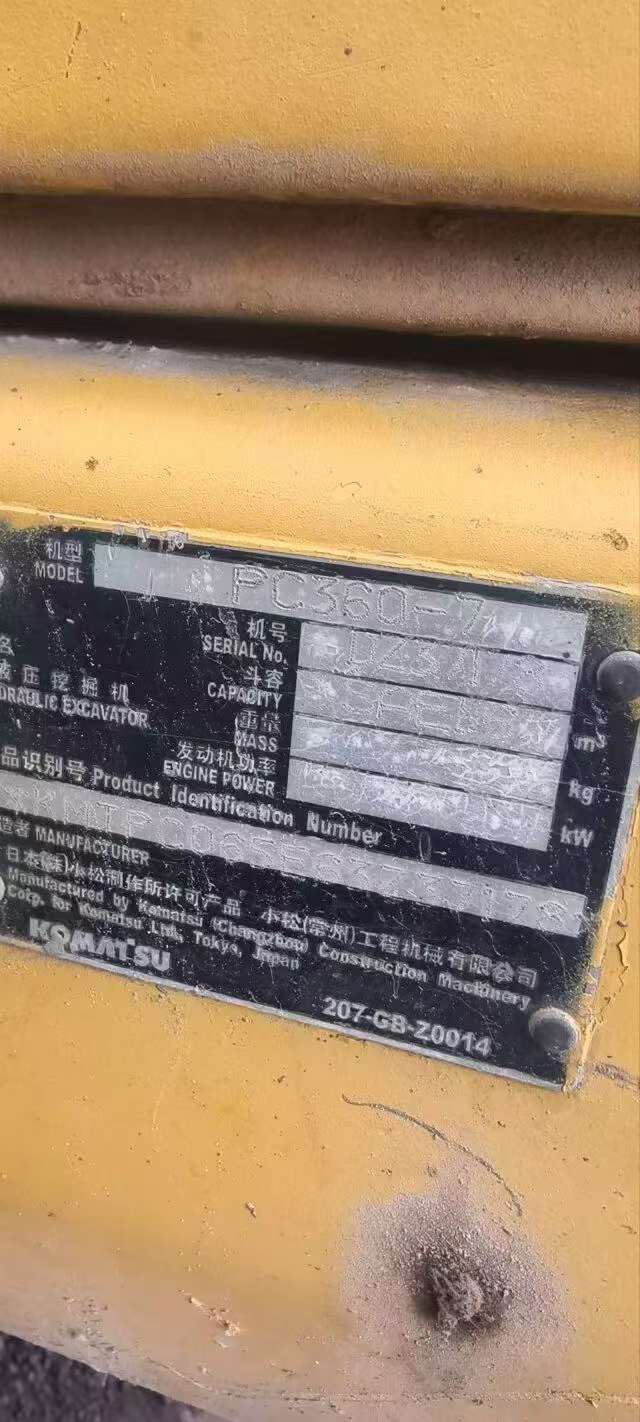 机型
MODEL PC360-7
机号
SERIAL No.
斗容
CAPACITY m
名
液压挖掘机
DRAULIC EXCAVATOR
重量
MASS kg
发动机功率
ENGINE POWER kW
品识别号 Product Identification Number
造者 MANUFACTURER
日本(株)小松制作所许可产品 小松(常州)工程机械有限公司
Manufactured by Komatsu (Changzhou) Construction Machinery
Corp. for Komatsu Ltd., Tokyo, Japan
KOMATSU
207-GB-Z0014